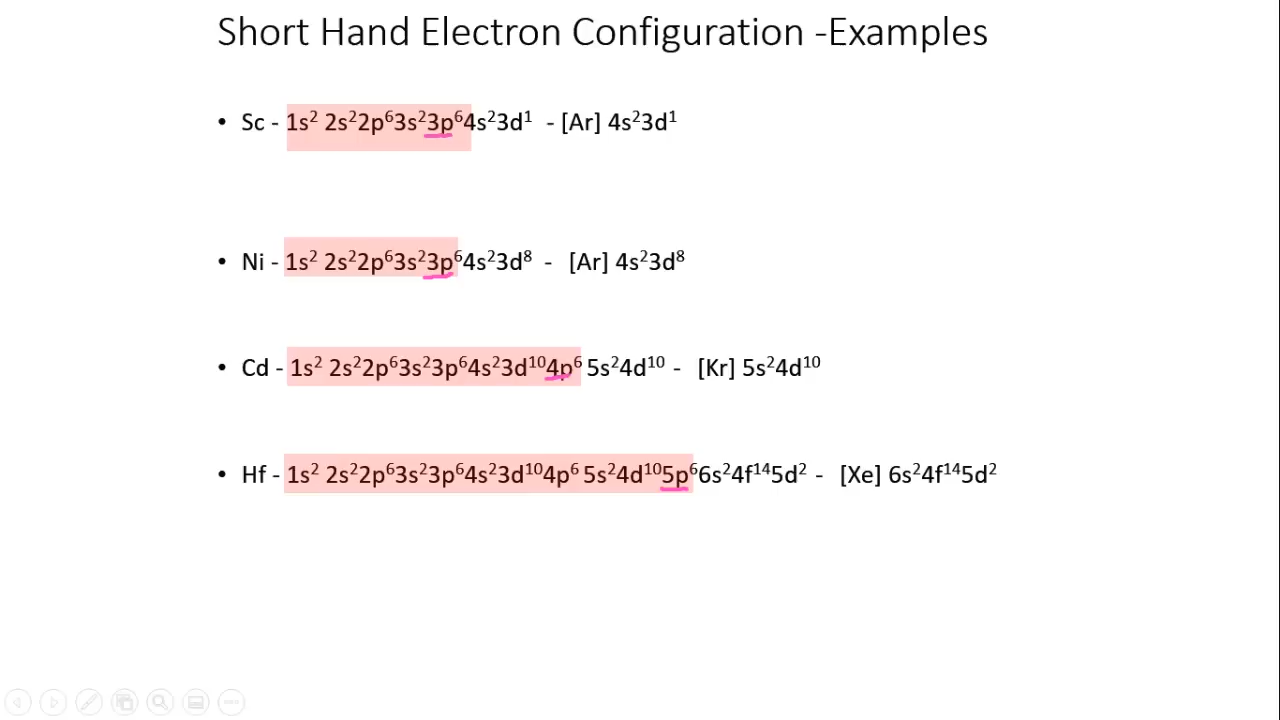 Short Hand Electron Configuration -Examples
• Sc - 1s² 2s²2p⁶3s²3p⁶4s²3d¹ - [Ar] 4s²3d¹
• Ni - 1s² 2s²2p⁶3s²3p⁶4s²3d⁸ - [Ar] 4s²3d⁸
• Cd - 1s² 2s²2p⁶3s²3p⁶4s²3d¹⁰4p⁶ 5s²4d¹⁰ - [Kr] 5s²4d¹⁰
• Hf - 1s² 2s²2p⁶3s²3p⁶4s²3d¹⁰4p⁶ 5s²4d¹⁰5p⁶6s²4f¹⁴5d² - [Xe] 6s²4f¹⁴5d²